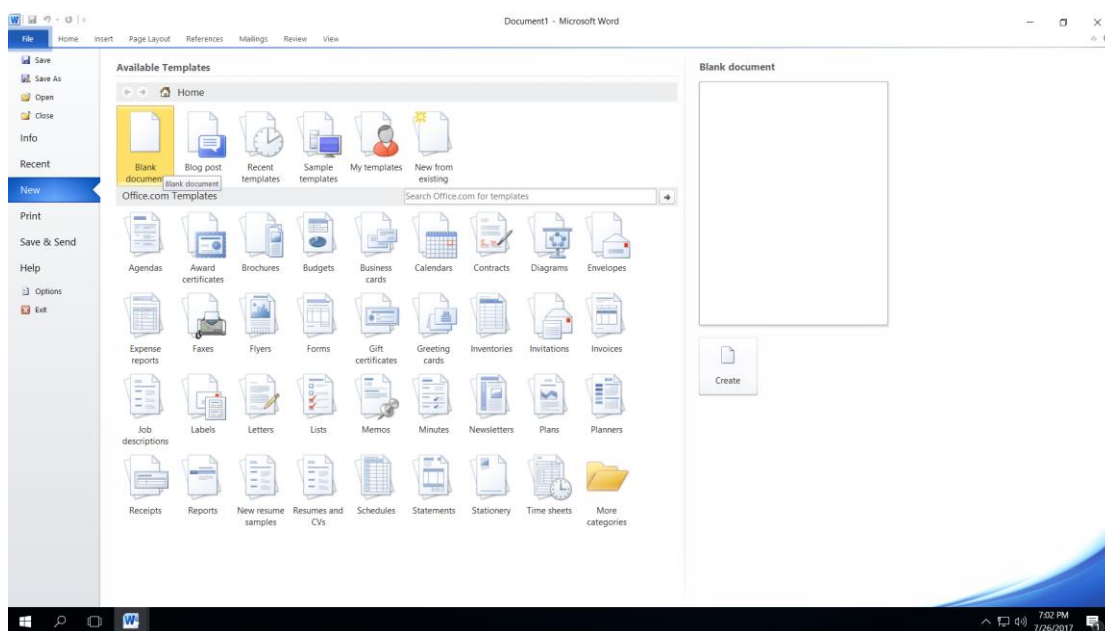 W
Document1 - Microsoft Word
File Home Insert Page Layout References Mailings Review View
Save
Save As
Open
Close
Info
Recent
New
Print
Save & Send
Help
Options
Exit
Available Templates
Home
Blank document
Blog post
Recent templates
Sample templates
My templates
New from existing
Blank document
Office.com Templates
Search Office.com for templates
Agendas
Award certificates
Brochures
Budgets
Business cards
Calendars
Contracts
Diagrams
Envelopes
Expense reports
Faxes
Flyers
Forms
Gift certificates
Greeting cards
Inventories
Invitations
Invoices
Job descriptions
Labels
Letters
Lists
Memos
Minutes
Newsletters
Plans
Planners
Receipts
Reports
New resume samples
Resumes and CVs
Schedules
Statements
Stationery
Time sheets
More categories
Blank document
Create
W
7:02 PM
7/26/2017